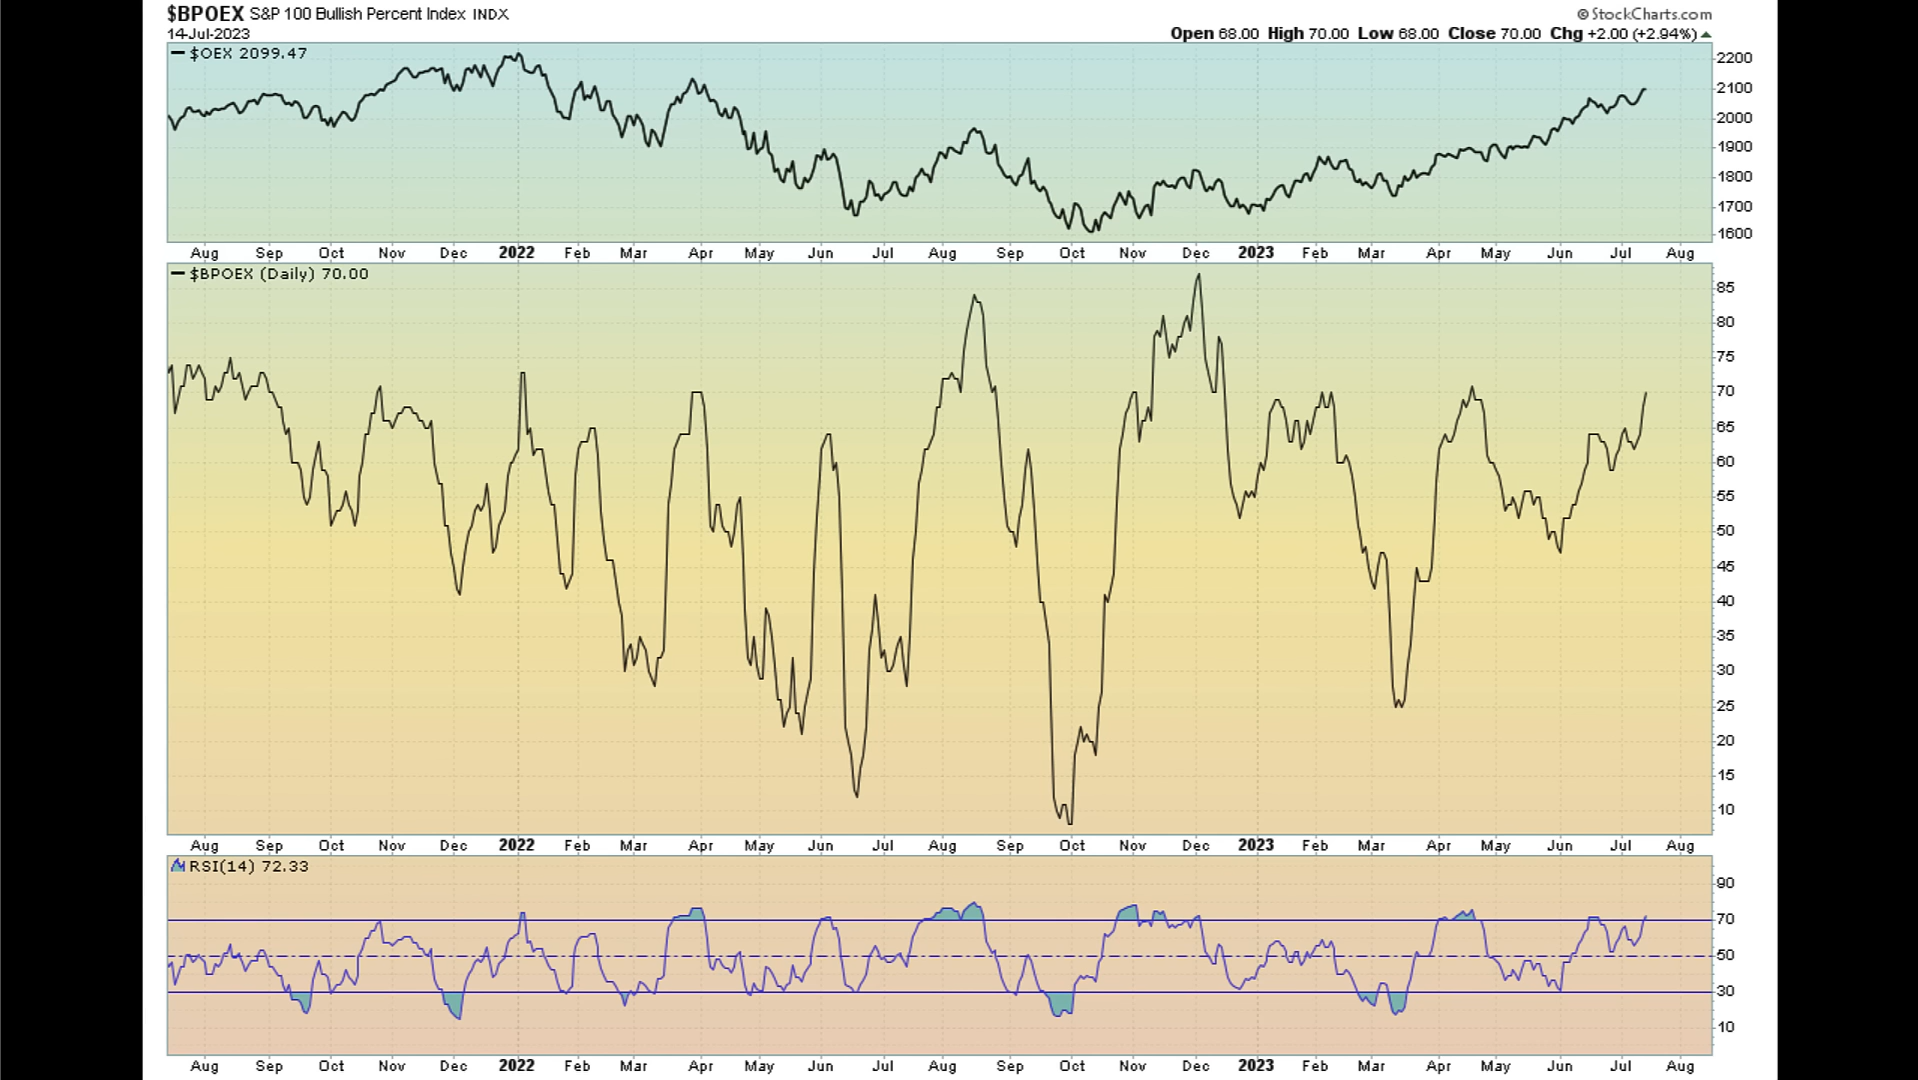 $BPOEX S&P 100 Bullish Percent Index INDX
© StockCharts.com
14-Jul-2023
Open 68.00 High 70.00 Low 68.00 Close 70.00 Chg +2.00 (+2.94%)
$OEX 2099.47
2200
2100
2000
1900
1800
1700
1600
Aug Sep Oct Nov Dec 2022 Feb Mar Apr May Jun Jul Aug Sep Oct Nov Dec 2023 Feb Mar Apr May Jun Jul Aug
$BPOEX (Daily) 70.00
85
80
75
70
65
60
55
50
45
40
35
30
25
20
15
10
Aug Sep Oct Nov Dec 2022 Feb Mar Apr May Jun Jul Aug Sep Oct Nov Dec 2023 Feb Mar Apr May Jun Jul Aug
RSI(14) 72.33
90
70
50
30
10
Aug Sep Oct Nov Dec 2022 Feb Mar Apr May Jun Jul Aug Sep Oct Nov Dec 2023 Feb Mar Apr May Jun Jul Aug